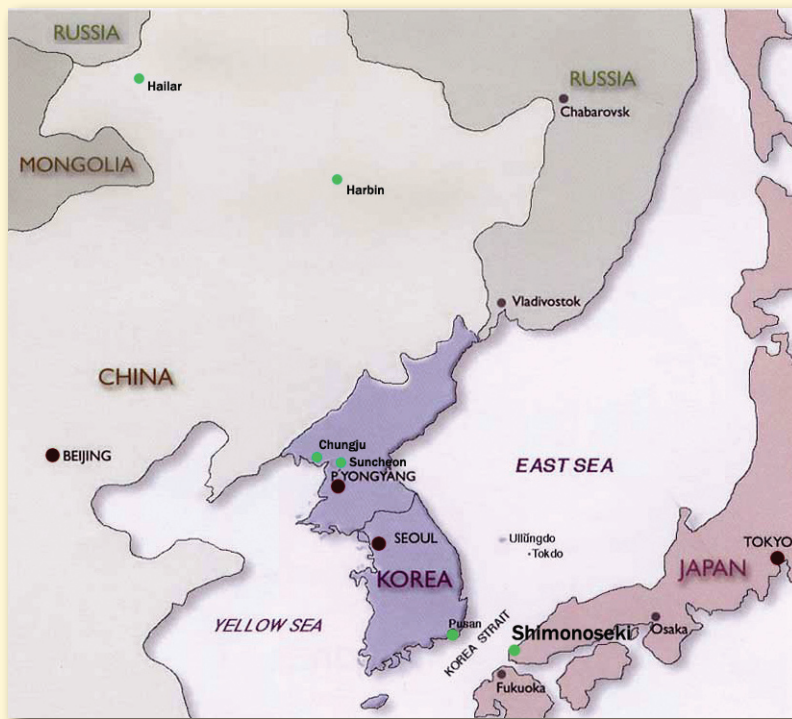 RUSSIA
Hailar
RUSSIA
Chabarovsk
MONGOLIA
Harbin
Vladivostok
CHINA
Chungju
BEIJING
Suncheon
EAST SEA
P.YONGYANG
Ullŭngdo
SEOUL
TOKYO
Tokdo
KOREA
JAPAN
YELLOW SEA
Pusan
KOREA STRAIT
Shimonoseki
Osaka
Fukuoka